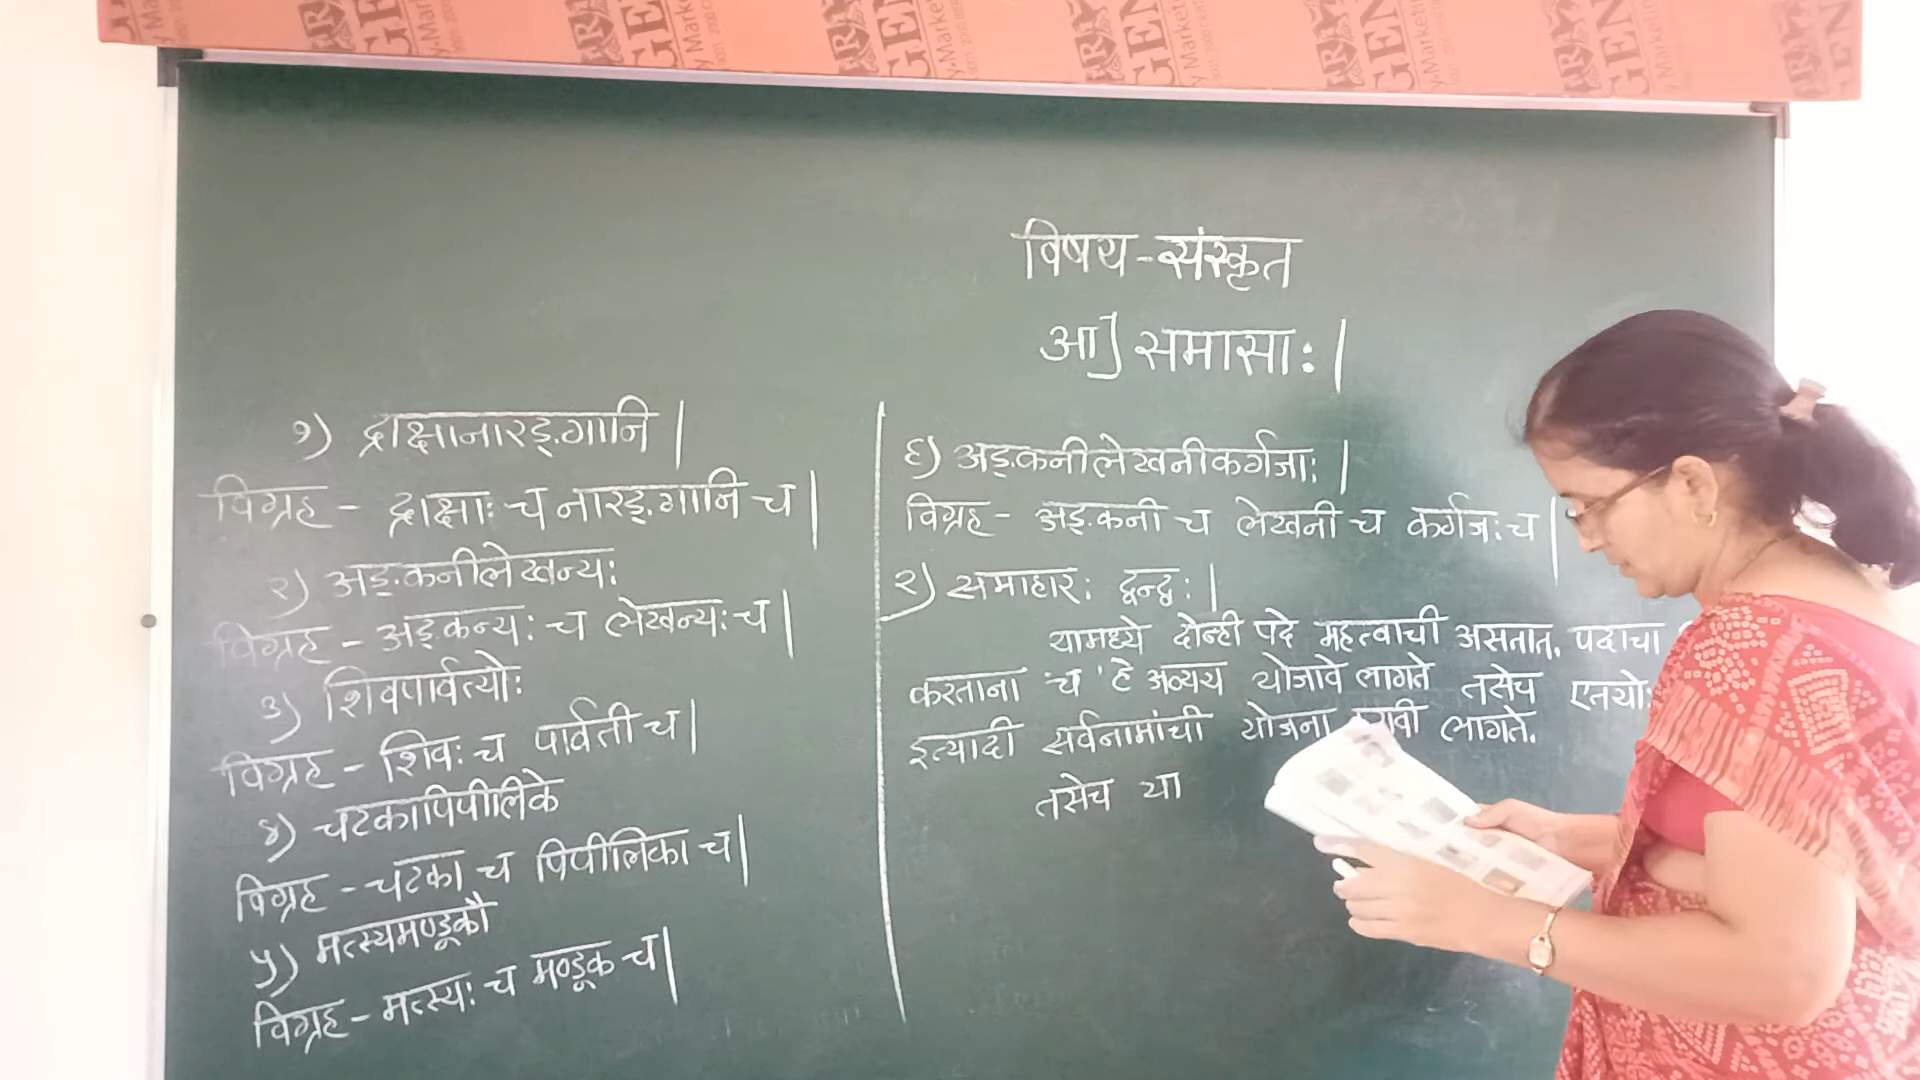 विषय-संस्कृत
आ] समासाः|
१) द्राक्षानारङ्गानि|
विग्रह - द्राक्षाः च नारङ्गानि च|
२) अङ्कनीलेखन्यः
विग्रह - अङ्कन्यः च लेखन्यः च|
३) शिवपार्वत्योः
विग्रह - शिवः च पार्वती च|
४) चटकापिपीलिके
विग्रह - चटका च पिपीलिका च|
५) मत्स्यमण्डूकौ
विग्रह - मत्स्यः च मण्डूक च|
६) अङ्कनीलेखनीकर्गजाः|
विग्रह - अङ्कनी च लेखनी च कर्गजः च|
२) समाहारः द्वन्द्वः|
यामध्ये दोन्ही पदे महत्वाची असतात. पदाचा
करताना 'च' हे अव्यय योजावे लागते तसेच एतयोः
इत्यादी सर्वनामांची योजना लागते.
तसेच या